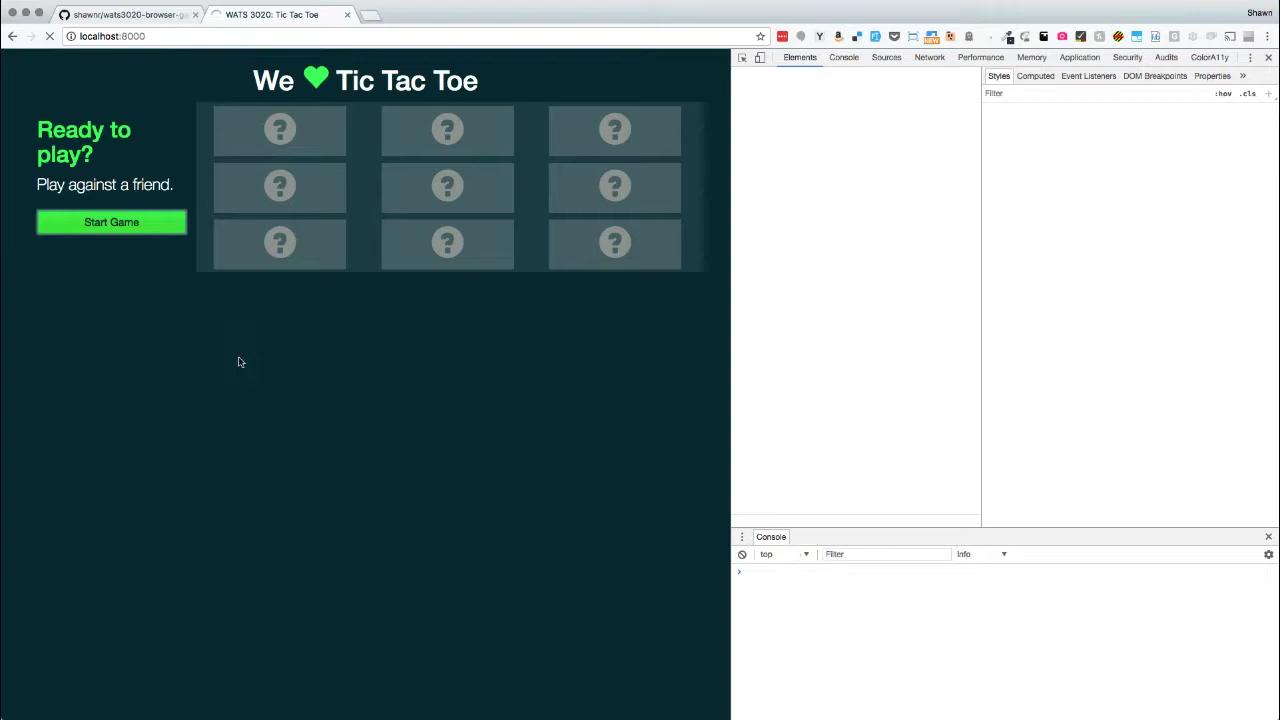 shawnr/wats3020-browser-ga
WATS 3020: Tic Tac Toe
Shawn
localhost:8000
NEW
Elements Console Sources Network Performance Memory Application Security Audits ColorA11y
Styles Computed Event Listeners DOM Breakpoints Properties »
Filter :hov .cls +
We Tic Tac Toe
Ready to
play?
Play against a friend.
Start Game
? ? ?
? ? ?
? ? ?
Console
top Filter Info